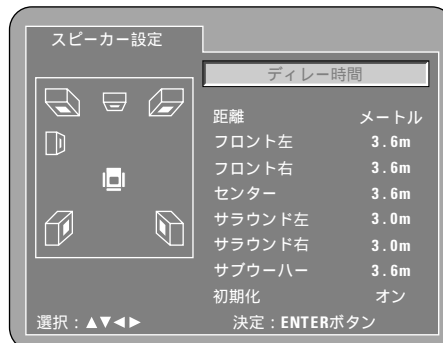 スピーカー設定
ディレー時間
距離 メートル
フロント左 3.6m
フロント右 3.6m
センター 3.6m
サラウンド左 3.0m
サラウンド右 3.0m
サブウーハー 3.6m
初期化 オン
選択：▲▼◀▶ 決定：ENTERボタン